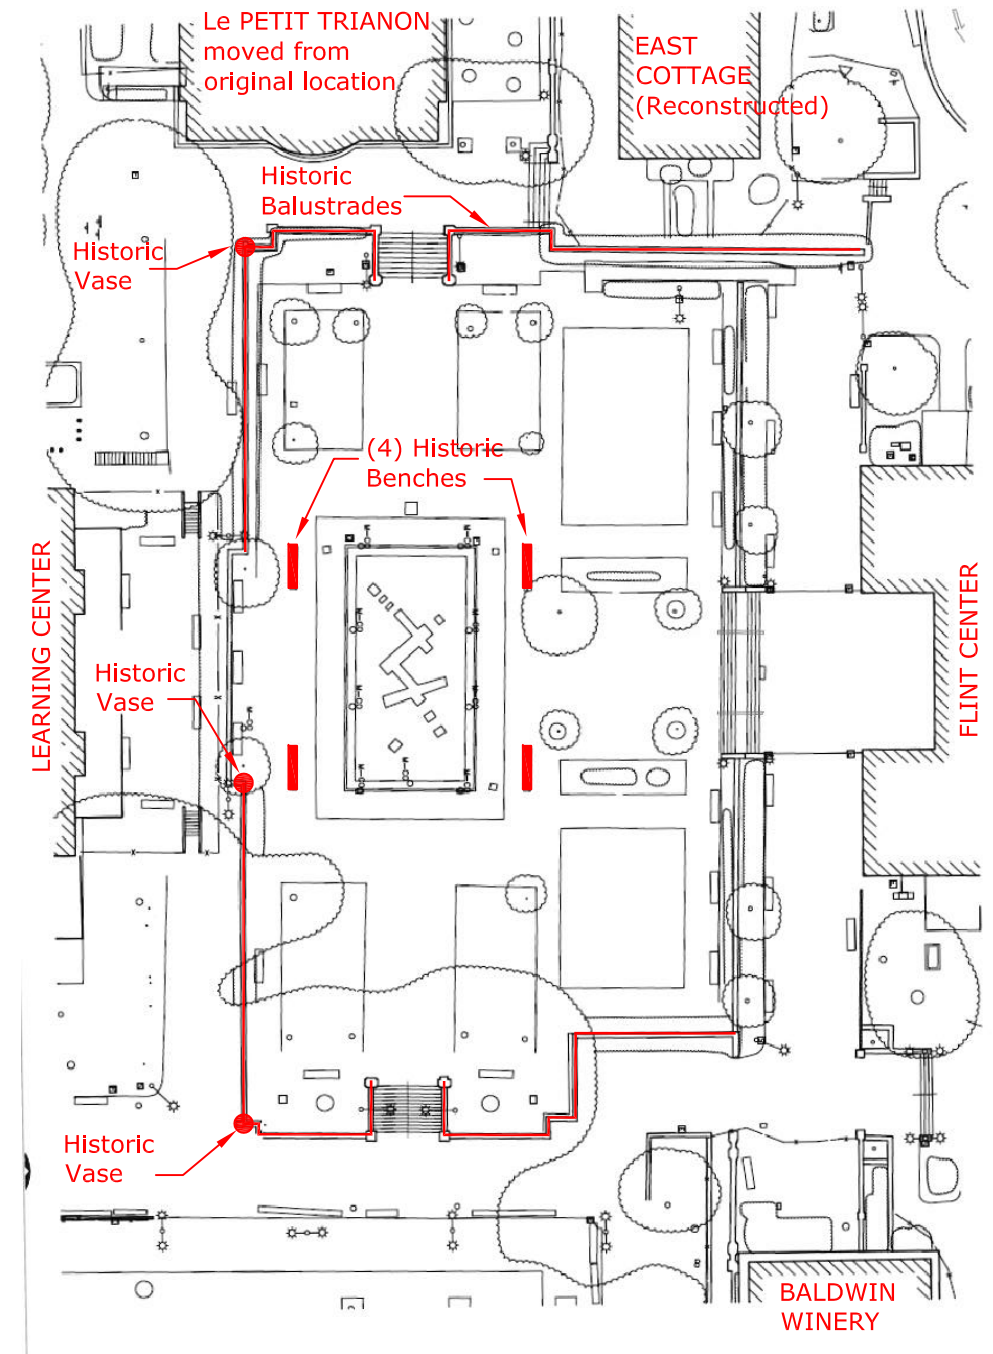 Le PETIT TRIANON
moved from
original location
EAST
COTTAGE
(Reconstructed)
Historic
Balustrades
Historic
Vase
(4) Historic
Benches
LEARNING CENTER
FLINT CENTER
Historic
Vase
Historic
Vase
BALDWIN
WINERY